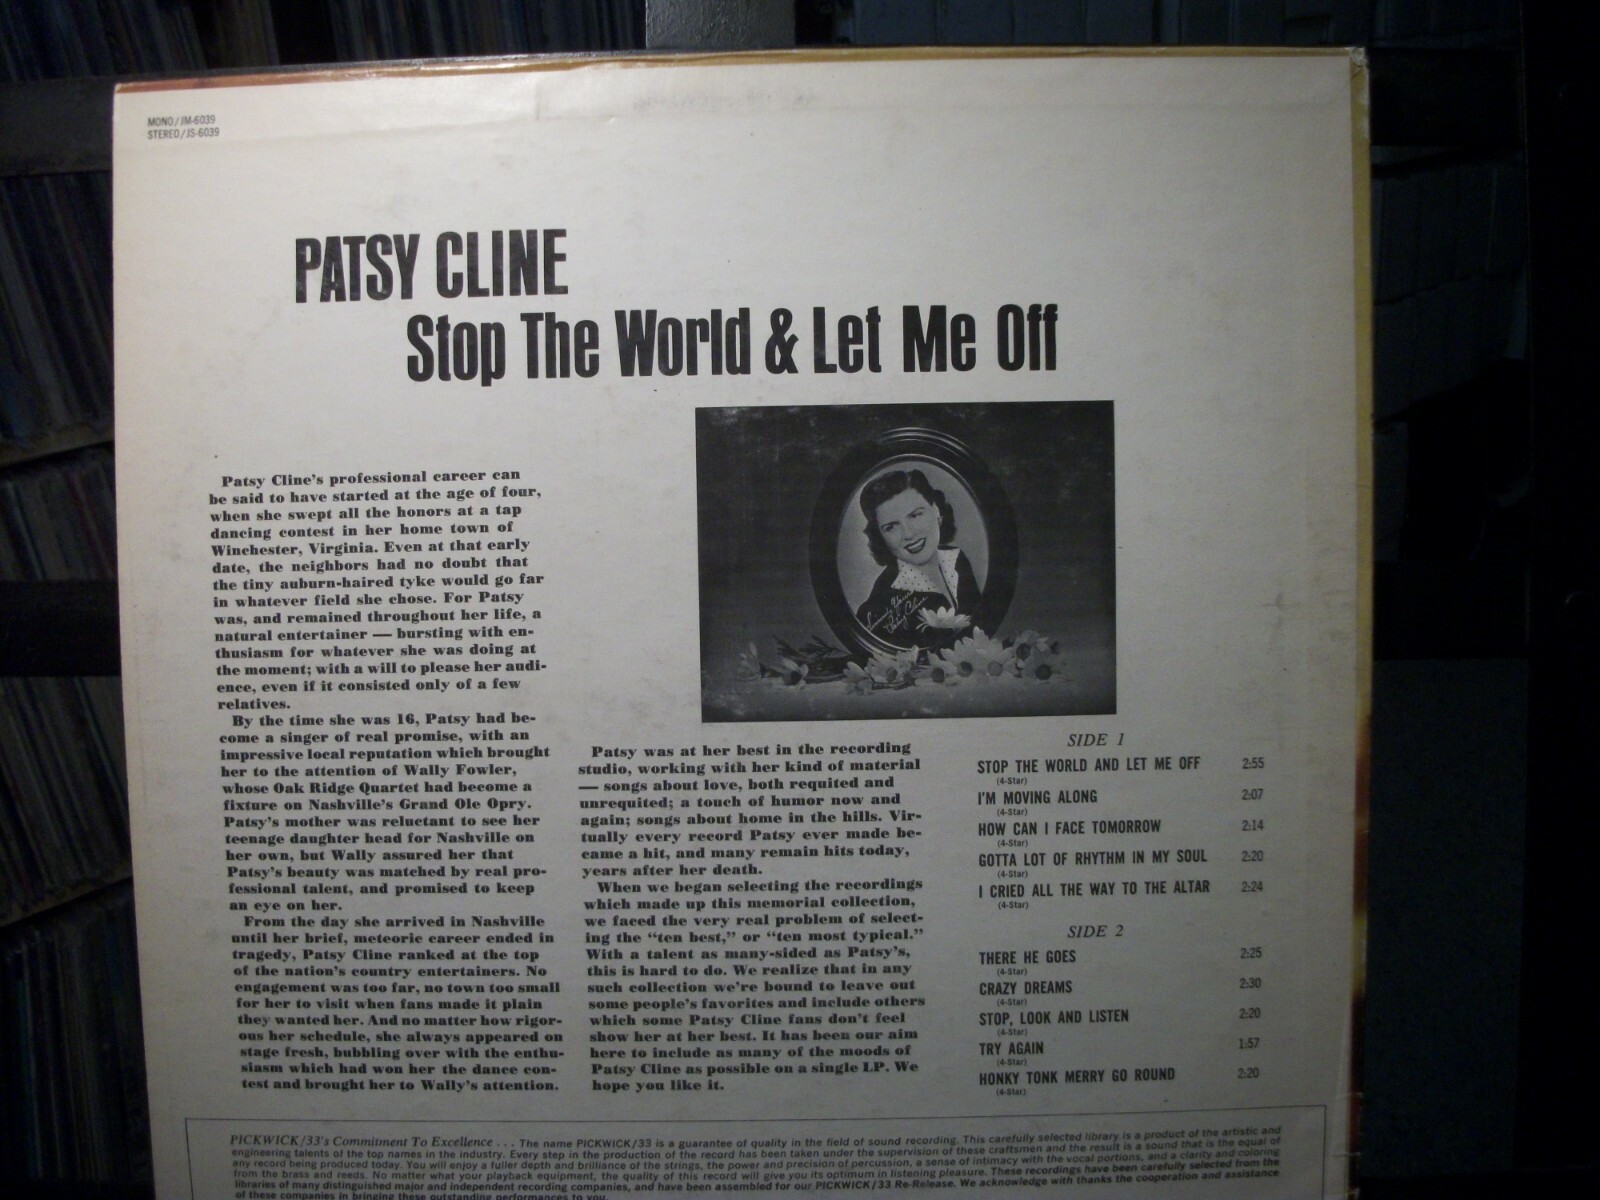 MONO/JM-6039
STEREO/JS-6039
PATSY CLINE
Stop The World & Let Me Off
Patsy Cline's professional career can
be said to have started at the age of four,
when she swept all the honors at a tap
dancing contest in her home town of
Winchester, Virginia. Even at that early
date, the neighbors had no doubt that
the tiny auburn-haired tyke would go far
in whatever field she chose. For Patsy
was, and remained throughout her life, a
natural entertainer — bursting with en-
thusiasm for whatever she was doing at
the moment; with a will to please her audi-
ence, even if it consisted only of a few
relatives.
By the time she was 16, Patsy had be-
come a singer of real promise, with an
impressive local reputation which brought
her to the attention of Wally Fowler,
whose Oak Ridge Quartet had become a
fixture on Nashville's Grand Ole Opry.
Patsy's mother was reluctant to see her
teenage daughter head for Nashville on
her own, but Wally assured her that
Patsy's beauty was matched by real pro-
fessional talent, and promised to keep
an eye on her.
From the day she arrived in Nashville
until her brief, meteoric career ended in
tragedy, Patsy Cline ranked at the top
of the nation's country entertainers. No
engagement was too far, no town too small
for her to visit when fans made it plain
they wanted her. And no matter how rigor-
ous her schedule, she always appeared on
stage fresh, bubbling over with the enthu-
siasm which had won her the dance con-
test and brought her to Wally's attention.
Patsy was at her best in the recording
studio, working with her kind of material
— songs about love, both requited and
unrequited; a touch of humor now and
again; songs about home in the hills. Vir-
tually every record Patsy ever made be-
came a hit, and many remain hits today,
years after her death.
When we began selecting the recordings
which made up this memorial collection,
we faced the very real problem of select-
ing the "ten best," or "ten most typical."
With a talent as many-sided as Patsy's,
this is hard to do. We realize that in any
such collection we're bound to leave out
some people's favorites and include others
which some Patsy Cline fans don't feel
show her at her best. It has been our aim
here to include as many of the moods of
Patsy Cline as possible on a single LP. We
hope you like it.
Sincerely Yours
Patsy Cline
SIDE 1
STOP THE WORLD AND LET ME OFF 2:55
(4-Star)
I'M MOVING ALONG 2:07
(4-Star)
HOW CAN I FACE TOMORROW 2:14
(4-Star)
GOTTA LOT OF RHYTHM IN MY SOUL 2:20
(4-Star)
I CRIED ALL THE WAY TO THE ALTAR 2:24
(4-Star)
SIDE 2
THERE HE GOES 2:25
(4-Star)
CRAZY DREAMS 2:30
(4-Star)
STOP, LOOK AND LISTEN 2:20
(4-Star)
TRY AGAIN 1:57
(4-Star)
HONKY TONK MERRY GO ROUND 2:20
(4-Star)
PICKWICK/33's Commitment To Excellence . . . The name PICKWICK/33 is a guarantee of quality in the field of sound recording. This carefully selected library is a product of the artistic and
engineering talents of the top names in the industry. Every step in the production of the record has been taken under the supervision of these craftsmen and the result is a sound that is the equal of
any record being produced today. You will enjoy a fuller depth and brilliance of the strings, the power and precision of percussion, a sense of intimacy with the vocal portions, and a clarity and coloring
from the brass and reeds. No matter what your playback equipment, the quality of this record will give you its optimum in listening pleasure. These recordings have been carefully selected from the
libraries of many distinguished major and independent recording companies, and have been assembled for our PICKWICK/33 Re-Release. We acknowledge with thanks the cooperation and assistance
of these companies in bringing these outstanding performances to you.